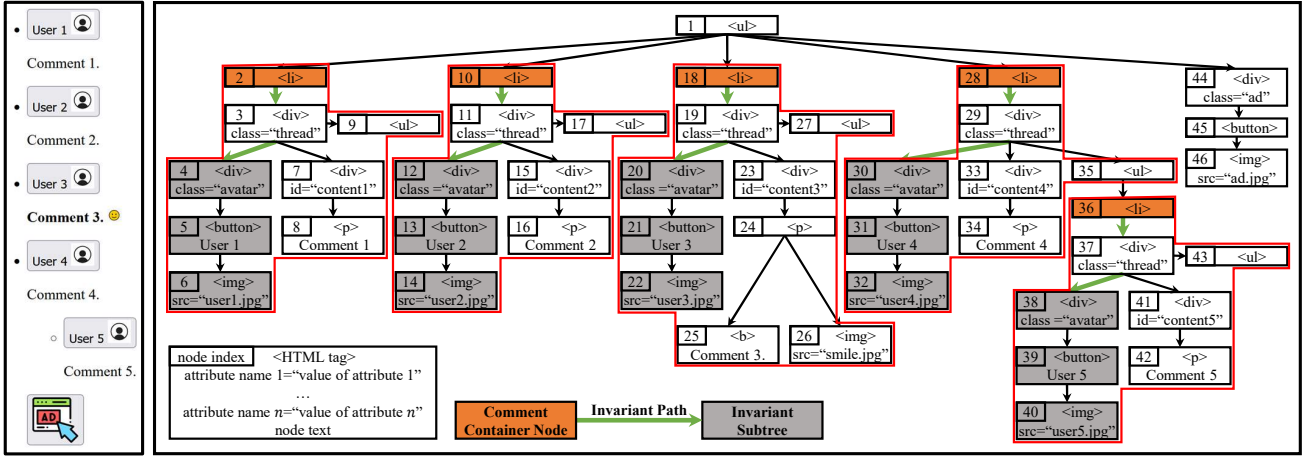 User 1
Comment 1.
User 2
Comment 2.
User 3
Comment 3.
User 4
Comment 4.
User 5
Comment 5.
AD
1 <ul>
2 <li>
3 <div>
class="thread"
9 <ul>
4 <div>
class="avatar"
7 <div>
id="content1"
5 <button>
User 1
8 <p>
Comment 1
6 <img>
src="user1.jpg"
10 <li>
11 <div>
class="thread"
17 <ul>
12 <div>
class ="avatar"
15 <div>
id="content2"
13 <button>
User 2
16 <p>
Comment 2
14 <img>
src="user2.jpg"
18 <li>
19 <div>
class="thread"
27 <ul>
20 <div>
class="avatar"
23 <div>
id="content3"
21 <button>
User 3
24 <p>
22 <img>
src="user3.jpg"
25 <b>
Comment 3.
26 <img>
src="smile.jpg"
28 <li>
29 <div>
class="thread"
30 <div>
class="avatar"
33 <div>
id="content4"
35 <ul>
31 <button>
User 4
34 <p>
Comment 4
32 <img>
src="user4.jpg"
36 <li>
37 <div>
class="thread"
43 <ul>
38 <div>
class ="avatar"
41 <div>
id="content5"
39 <button>
User 5
42 <p>
Comment 5
40 <img>
src="user5.jpg"
44 <div>
class="ad"
45 <button>
46 <img>
src="ad.jpg"
node index <HTML tag>
attribute name 1="value of attribute 1"
…
attribute name n="value of attribute n"
node text
Comment
Container Node
Invariant Path
Invariant
Subtree